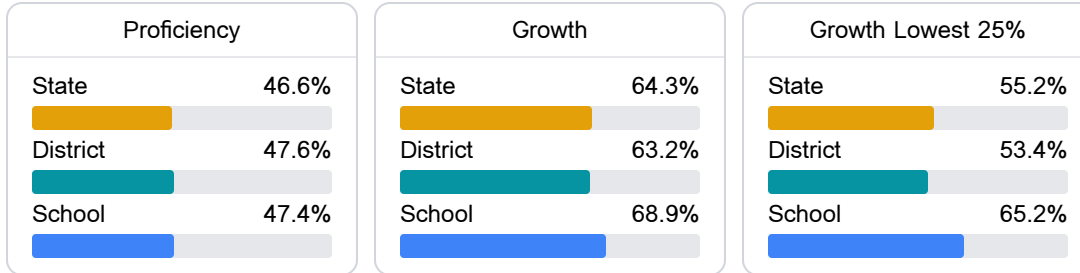 Proficiency
State 46.6%
District 47.6%
School 47.4%
Growth
State 64.3%
District 63.2%
School 68.9%
Growth Lowest 25%
State 55.2%
District 53.4%
School 65.2%